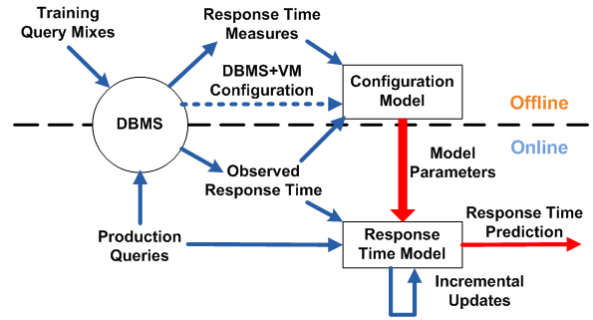 Training
Query Mixes
Response Time
Measures
DBMS+VM
Configuration
Configuration
Model
Offline
DBMS
Online
Observed
Response Time
Model
Parameters
Production
Queries
Response
Time Model
Response Time
Prediction
Incremental
Updates